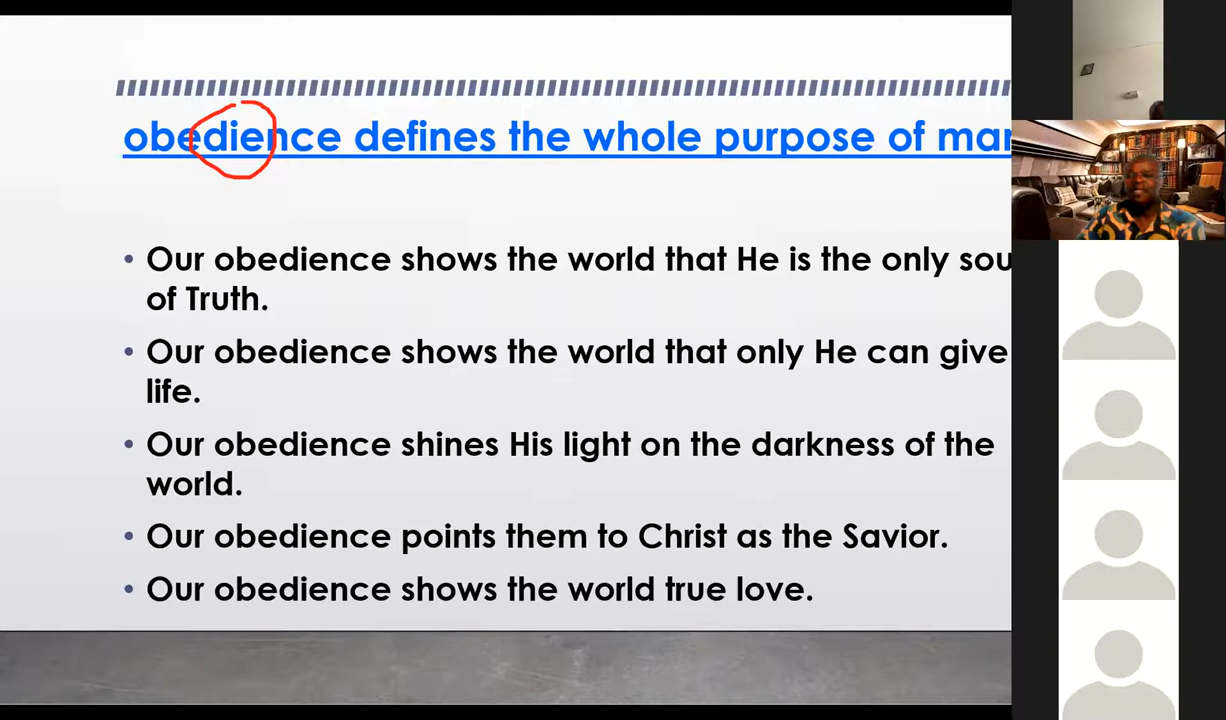 obedience defines the whole purpose of man
Our obedience shows the world that He is the only sou
of Truth.
Our obedience shows the world that only He can give
life.
Our obedience shines His light on the darkness of the
world.
Our obedience points them to Christ as the Savior.
Our obedience shows the world true love.